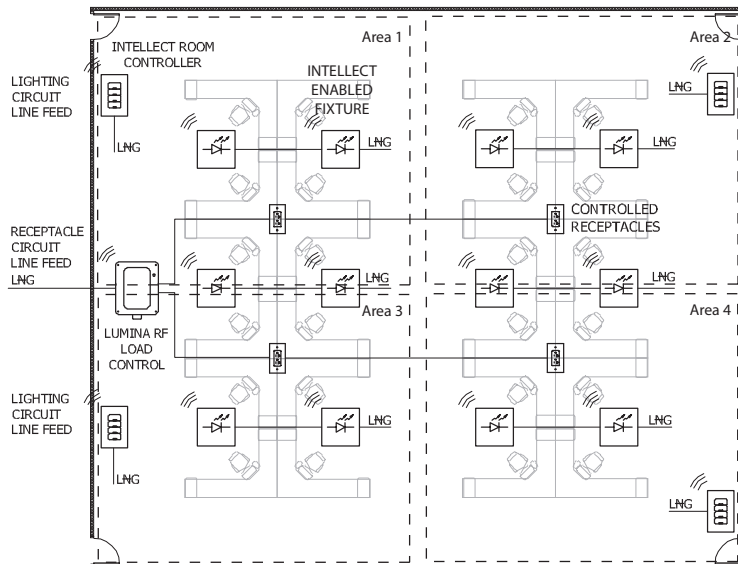 Area 1
Area 2
INTELLECT ROOM
CONTROLLER
INTELLECT
ENABLED
FIXTURE
LIGHTING
CIRCUIT
LINE FEED
LNG
LNG
LNG
LNG
CONTROLLED
RECEPTACLES
RECEPTACLE
CIRCUIT
LINE FEED
LNG
LNG
LNG
LUMINA RF
LOAD
CONTROL
Area 3
Area 4
LIGHTING
CIRCUIT
LINE FEED
LNG
LNG
LNG
LNG